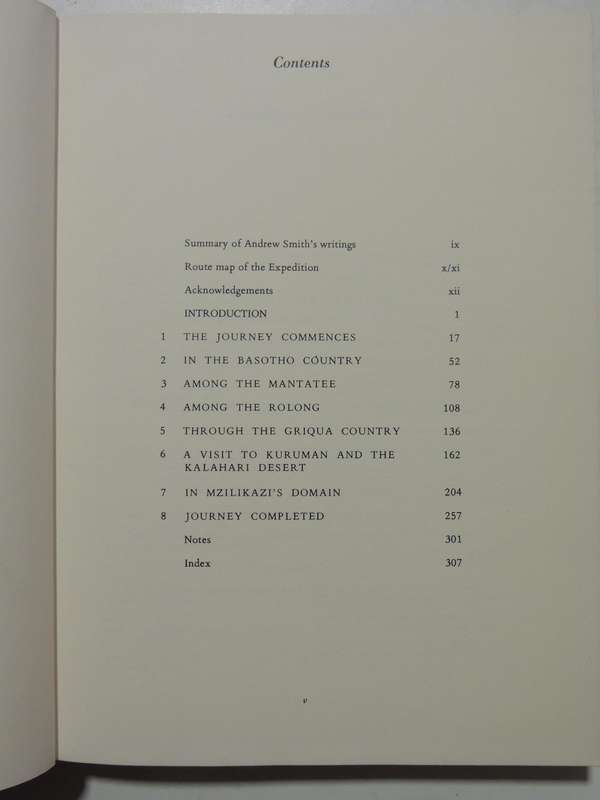 Contents
Summary of Andrew Smith's writings ix
Route map of the Expedition x/xi
Acknowledgements xii
INTRODUCTION 1
1 THE JOURNEY COMMENCES 17
2 IN THE BASOTHO COUNTRY 52
3 AMONG THE MANTATEE 78
4 AMONG THE ROLONG 108
5 THROUGH THE GRIQUA COUNTRY 136
6 A VISIT TO KURUMAN AND THE 162
KALAHARI DESERT
7 IN MZILIKAZI'S DOMAIN 204
8 JOURNEY COMPLETED 257
Notes 301
Index 307
v